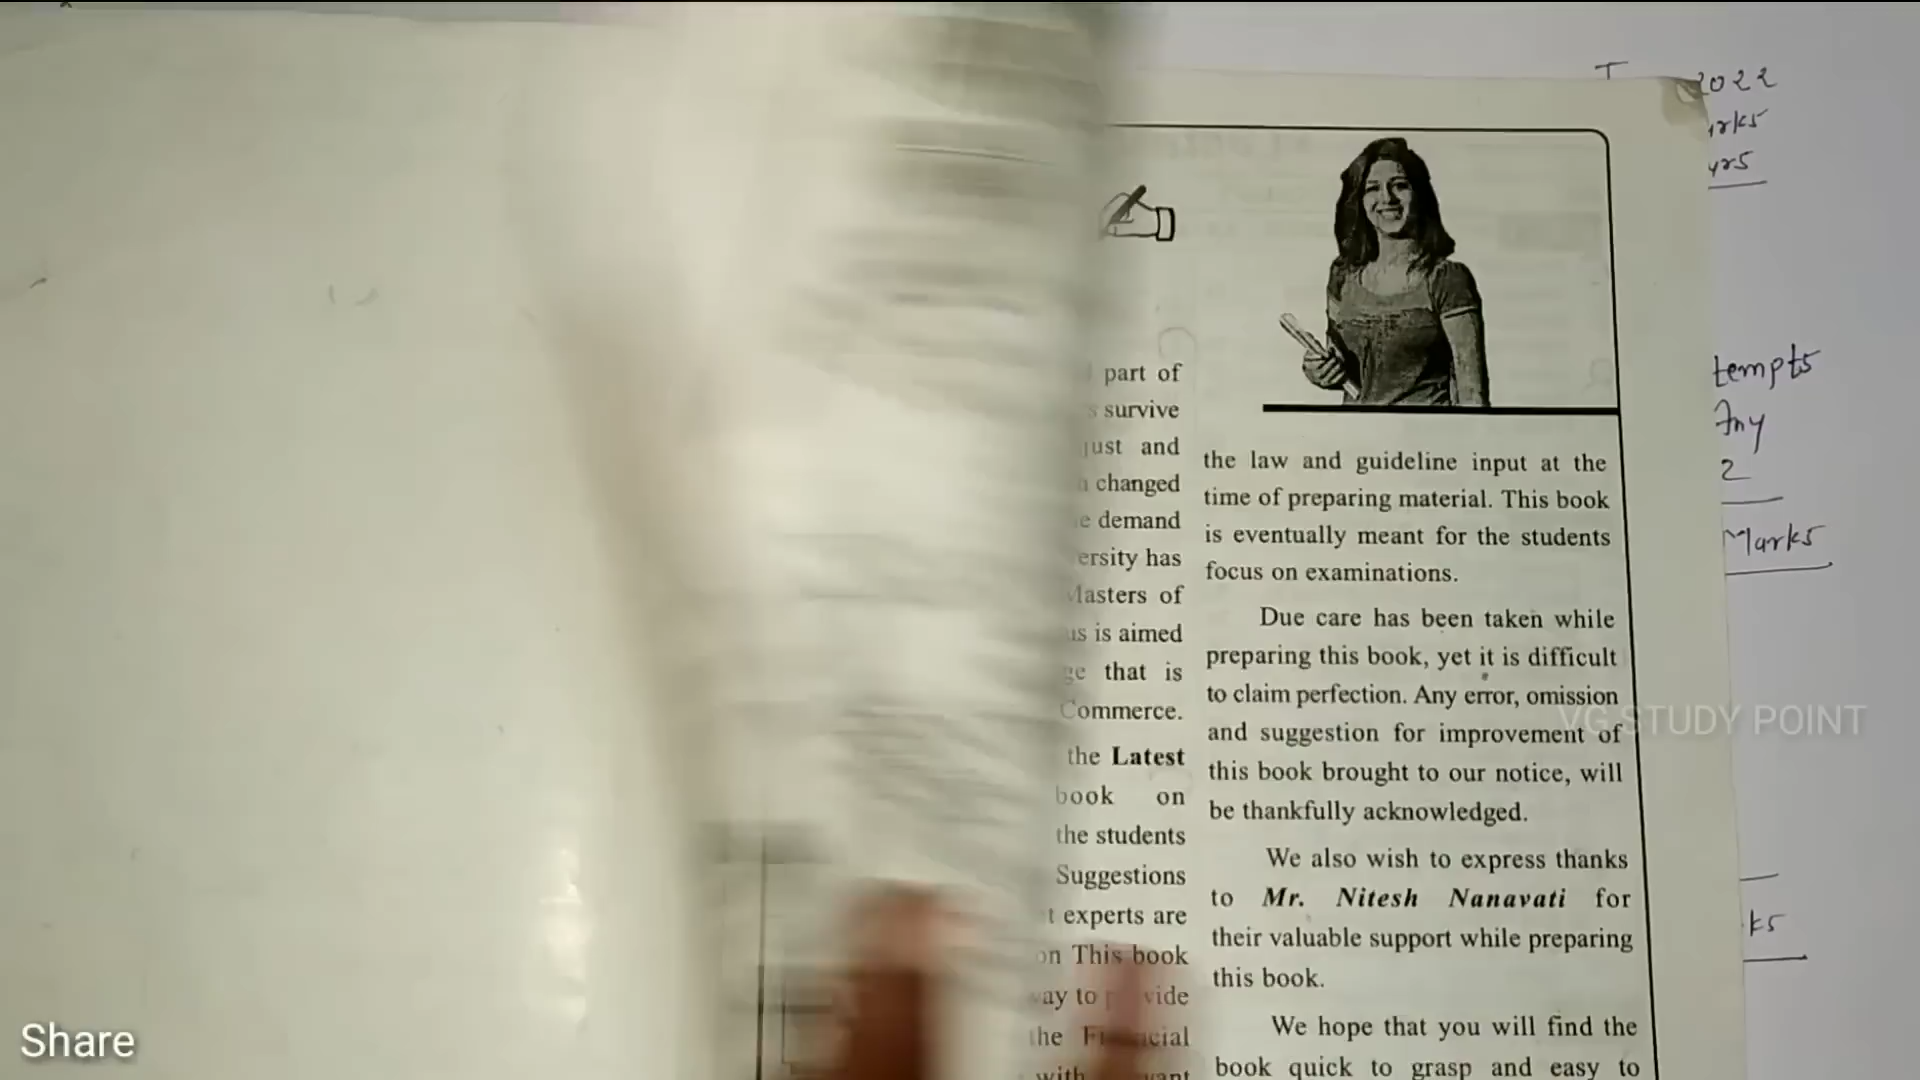 2022
part of
survive
just and
changed
demand
ersity has
Masters of
is aimed
that is
Commerce.
the Latest
book on
the students
Suggestions
experts are
on This book
way to
the
the law and guideline input at the
time of preparing material. This book
is eventually meant for the students
focus on examinations.
Due care has been taken while
preparing this book, yet it is difficult
to claim perfection. Any error, omission
and suggestion for improvement of
this book brought to our notice, will
be thankfully acknowledged.
We also wish to express thanks
to Mr. Nitesh Nanavati for
their valuable support while preparing
this book.
We hope that you will find the
book quick to grasp and easy to
tempts
Any
2
Marks
VG STUDY POINT
Share